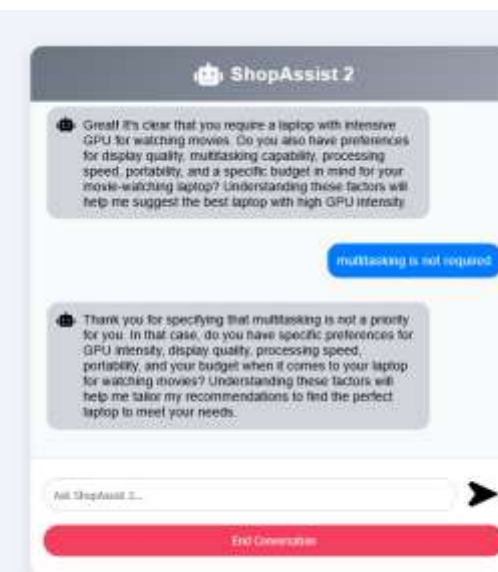 ShopAssist 2
Great! It's clear that you require a laptop with intensive
GPU for watching movies. Do you also have preferences
for display quality, multitasking capability, processing
speed, portability, and a specific budget in mind for your
movie-watching laptop? Understanding these factors will
help me suggest the best laptop with high GPU intensity.
multitasking is not required
Thank you for specifying that multitasking is not a priority
for you. In that case, do you have specific preferences for
GPU intensity, display quality, processing speed,
portability, and your budget when it comes to your laptop
for watching movies? Understanding these factors will
help me tailor my recommendations to find the perfect
laptop to meet your needs.
Ask ShopAssist 2...
End Conversation